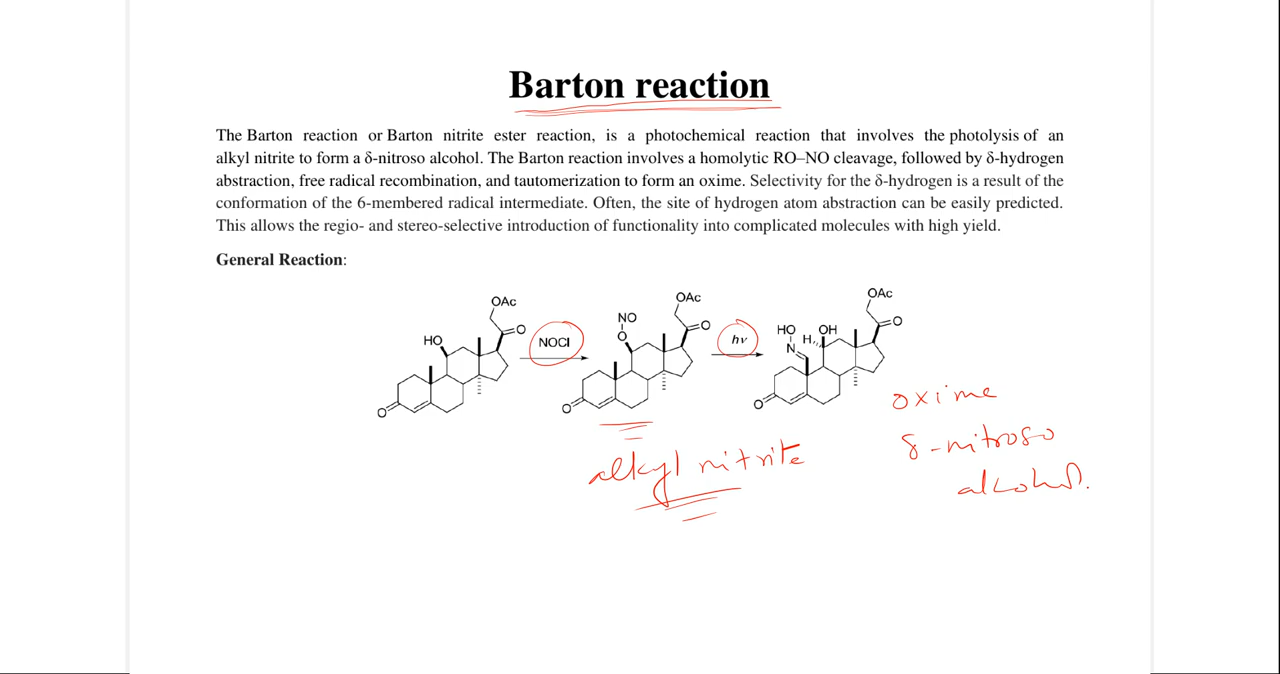 Barton reaction
The Barton reaction or Barton nitrite ester reaction, is a photochemical reaction that involves the photolysis of an
alkyl nitrite to form a δ-nitroso alcohol. The Barton reaction involves a homolytic RO–NO cleavage, followed by δ-hydrogen
abstraction, free radical recombination, and tautomerization to form an oxime. Selectivity for the δ-hydrogen is a result of the
conformation of the 6-membered radical intermediate. Often, the site of hydrogen atom abstraction can be easily predicted.
This allows the regio- and stereo-selective introduction of functionality into complicated molecules with high yield.
General Reaction:
OAc
O
HO
O
NOCl
OAc
NO
O
O
O
hν
OAc
O
HO
N
H
OH
O
oxime
alkyl nitrite
δ-nitroso
alcohol.